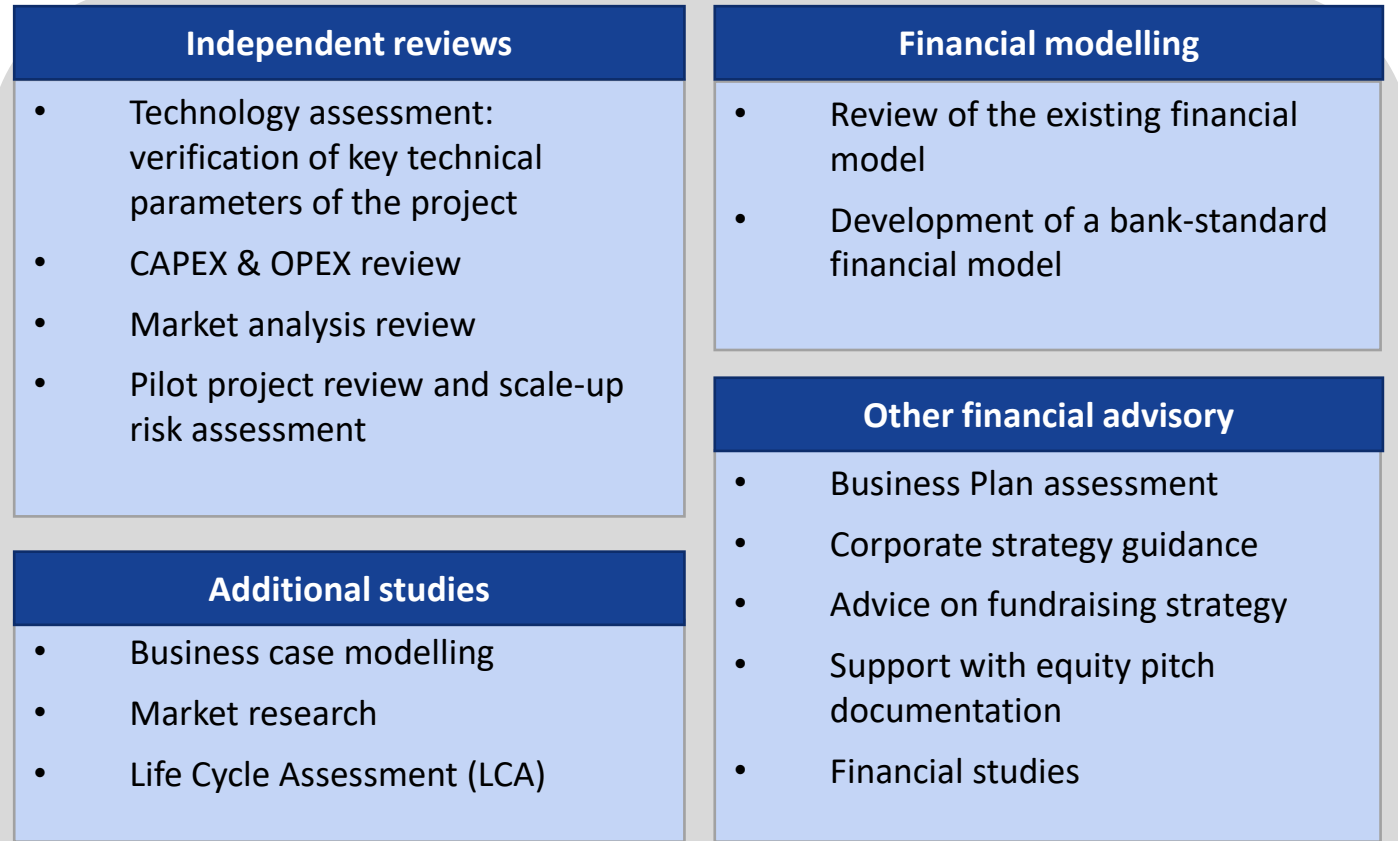 Independent reviews
• Technology assessment:
verification of key technical
parameters of the project
• CAPEX & OPEX review
• Market analysis review
• Pilot project review and scale-up
risk assessment
Additional studies
• Business case modelling
• Market research
• Life Cycle Assessment (LCA)
Financial modelling
• Review of the existing financial
model
• Development of a bank-standard
financial model
Other financial advisory
• Business Plan assessment
• Corporate strategy guidance
• Advice on fundraising strategy
• Support with equity pitch
documentation
• Financial studies